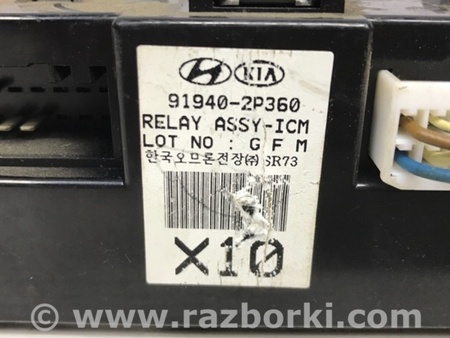 KIA
91940-2P360
RELAY ASSY-ICM
LOT NO : G F M
한국오므론전장(주) SR73
X10
© www.razborki.com